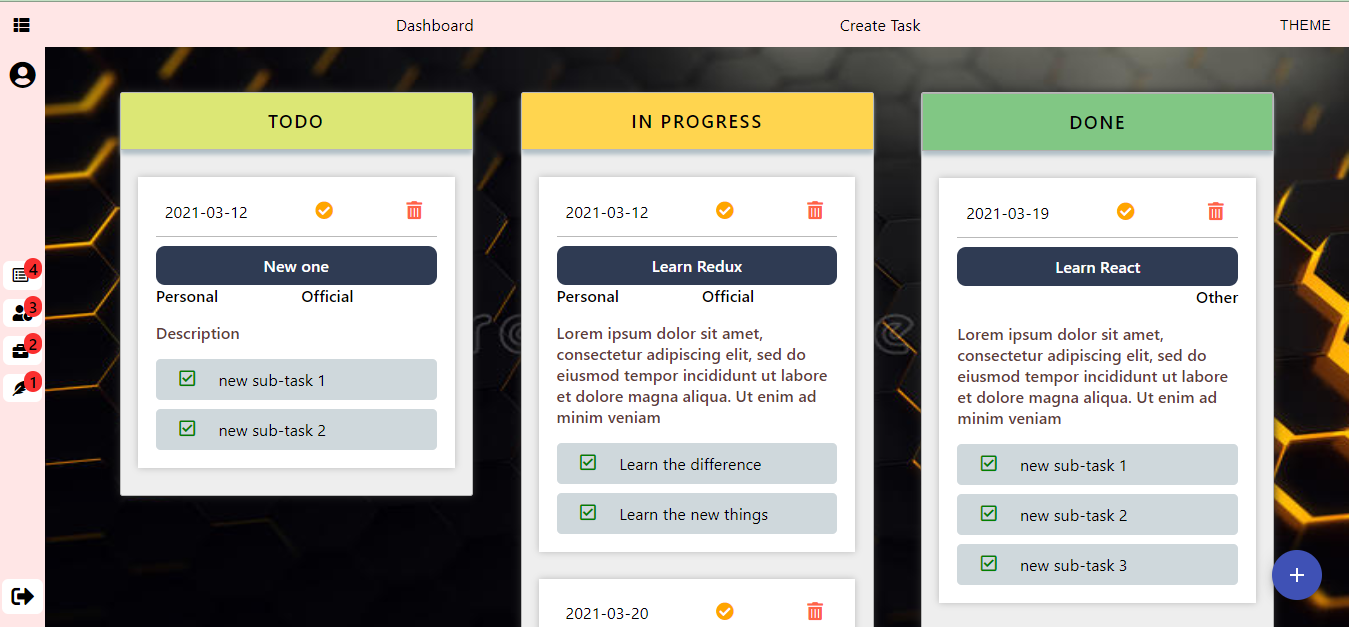 Dashboard
Create Task
THEME
4
3
2
1
TODO
2021-03-12
New one
Personal Official
Description
new sub-task 1
new sub-task 2
IN PROGRESS
2021-03-12
Learn Redux
Personal Official
Lorem ipsum dolor sit amet,
consectetur adipiscing elit, sed do
eiusmod tempor incididunt ut labore
et dolore magna aliqua. Ut enim ad
minim veniam
Learn the difference
Learn the new things
2021-03-20
DONE
2021-03-19
Learn React
Other
Lorem ipsum dolor sit amet,
consectetur adipiscing elit, sed do
eiusmod tempor incididunt ut labore
et dolore magna aliqua. Ut enim ad
minim veniam
new sub-task 1
new sub-task 2
new sub-task 3
+